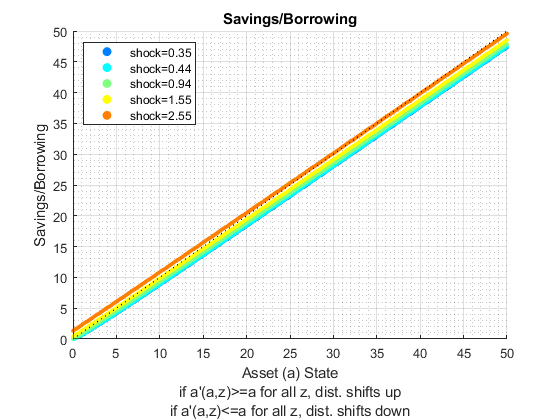 Savings/Borrowing
50
45
40
35
30
25
20
15
10
5
0
Savings/Borrowing
shock=0.35
shock=0.44
shock=0.94
shock=1.55
shock=2.55
0 5 10 15 20 25 30 35 40 45 50
Asset (a) State
if a'(a,z)>=a for all z, dist. shifts up
if a'(a,z)<=a for all z, dist. shifts down